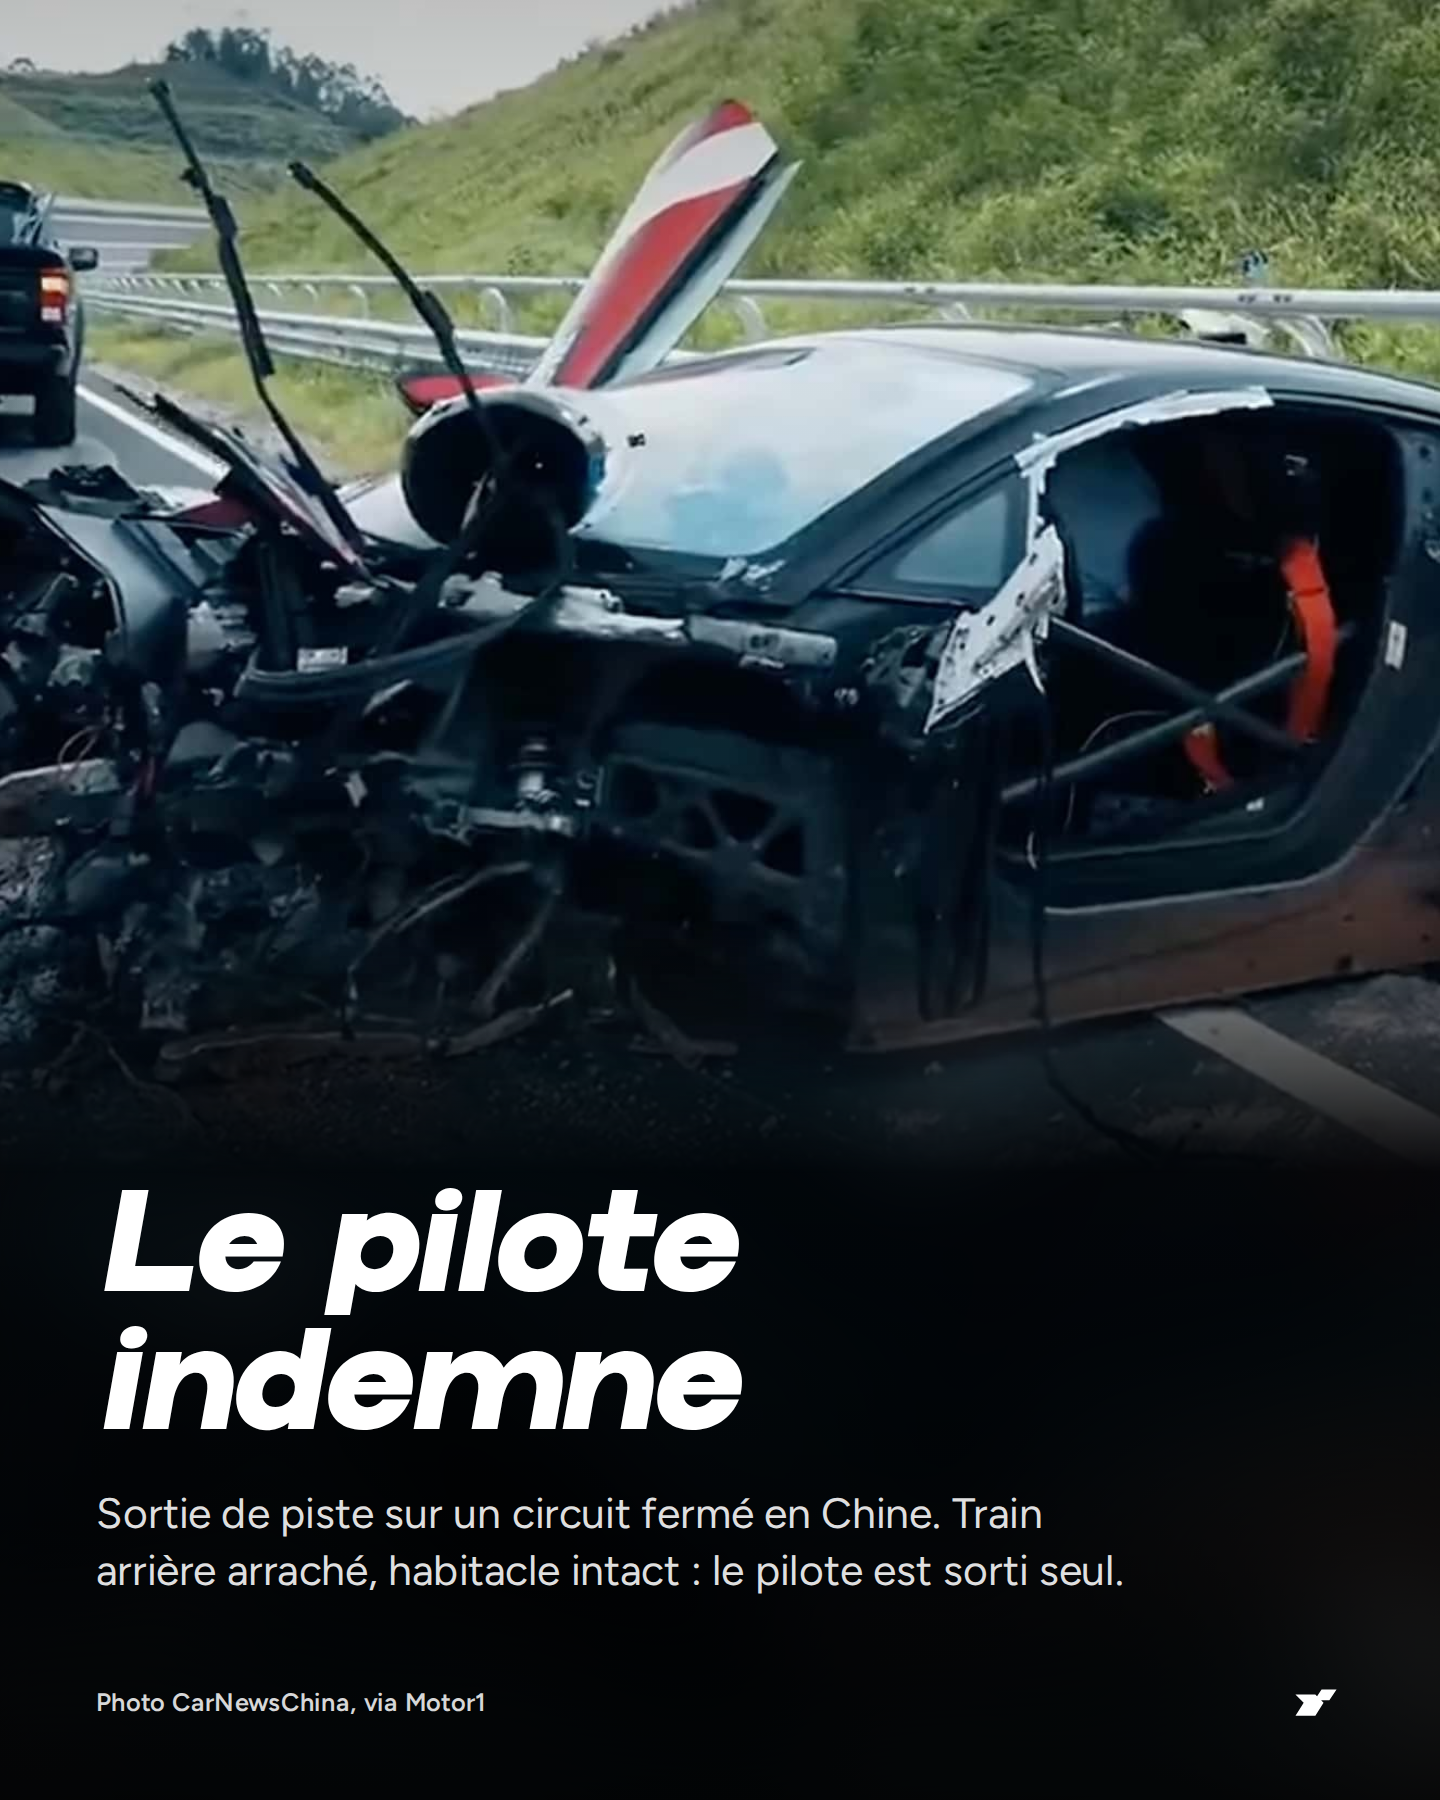 Le pilote
indemne
Sortie de piste sur un circuit fermé en Chine. Train
arrière arraché, habitacle intact : le pilote est sorti seul.
Photo CarNewsChina, via Motor1